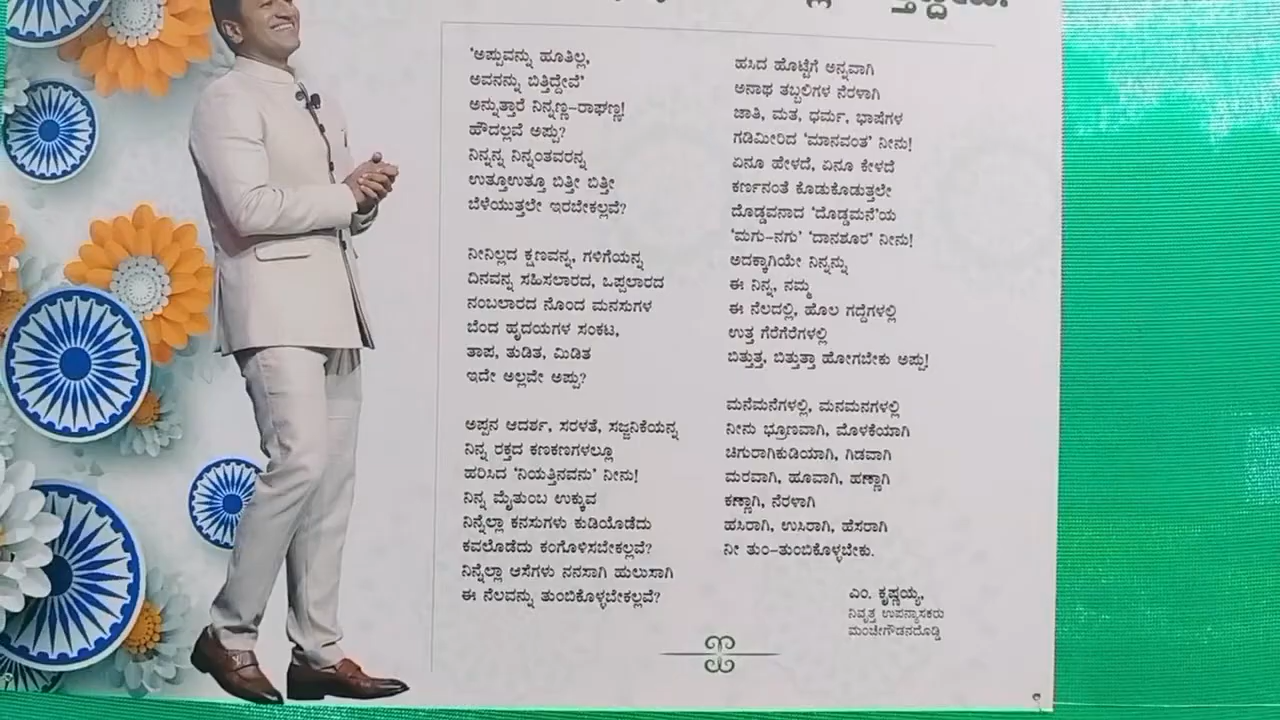 'ಅಪ್ಪುವನ್ನು ಹೂತಿಲ್ಲ,
ಅವನನ್ನು ಬಿತ್ತಿದ್ದೇವೆ'
ಅನ್ನುತ್ತಾರೆ ನಿನ್ನಣ್ಣ-ರಾಘಣ್ಣ!
ಹೌದಲ್ಲವೆ ಅಪ್ಪು?
ನಿನ್ನನ್ನ ನಿನ್ನಂತವರನ್ನ
ಉತ್ತೂಉತ್ತೂ ಬಿತ್ತೀ ಬಿತ್ತೀ
ಬೆಳೆಯುತ್ತಲೇ ಇರಬೇಕಲ್ಲವೆ?
ನೀನಿಲ್ಲದ ಕ್ಷಣವನ್ನ, ಗಳಿಗೆಯನ್ನ
ದಿನವನ್ನ ಸಹಿಸಲಾರದ, ಒಪ್ಪಲಾರದ
ನಂಬಲಾರದ ನೊಂದ ಮನಸುಗಳ
ಬೆಂದ ಹೃದಯಗಳ ಸಂಕಟ,
ತಾಪ, ತುಡಿತ, ಮಿಡಿತ
ಇದೇ ಅಲ್ಲವೇ ಅಪ್ಪು?
ಅಪ್ಪನ ಆದರ್ಶ, ಸರಳತೆ, ಸಜ್ಜನಿಕೆಯನ್ನ
ನಿನ್ನ ರಕ್ತದ ಕಣಕಣಗಳಲ್ಲೂ
ಹರಿಸಿದ 'ನಿಯತ್ತಿನವನು' ನೀನು!
ನಿನ್ನ ಮೈತುಂಬ ಉಕ್ಕುವ
ನಿನ್ನೆಲ್ಲಾ ಕನಸುಗಳು ಕುಡಿಯೊಡೆದು
ಕವಲೊಡೆದು ಕಂಗೊಳಿಸಬೇಕಲ್ಲವೆ?
ನಿನ್ನೆಲ್ಲಾ ಆಸೆಗಳು ನನಸಾಗಿ ಹುಲುಸಾಗಿ
ಈ ನೆಲವನ್ನು ತುಂಬಿಕೊಳ್ಳಬೇಕಲ್ಲವೆ?
ಹಸಿದ ಹೊಟ್ಟೆಗೆ ಅನ್ನವಾಗಿ
ಅನಾಥ ತಬ್ಬಲಿಗಳ ನೆರಳಾಗಿ
ಜಾತಿ, ಮತ, ಧರ್ಮ, ಭಾಷೆಗಳ
ಗಡಿಮೀರಿದ 'ಮಾನವಂತ' ನೀನು!
ಏನೂ ಹೇಳದೆ, ಏನೂ ಕೇಳದೆ
ಕರ್ಣನಂತೆ ಕೊಡುಕೊಡುತ್ತಲೇ
ದೊಡ್ಡವನಾದ 'ದೊಡ್ಡಮನೆ'ಯ
'ಮಗು-ನಗು' 'ದಾನಶೂರ' ನೀನು!
ಅದಕ್ಕಾಗಿಯೇ ನಿನ್ನನ್ನು
ಈ ನಿನ್ನ, ನಮ್ಮ
ಈ ನೆಲದಲ್ಲಿ, ಹೊಲ ಗದ್ದೆಗಳಲ್ಲಿ
ಉತ್ತ ಗೆರೆಗೆರೆಗಳಲ್ಲಿ
ಬಿತ್ತುತ್ತ, ಬಿತ್ತುತ್ತಾ ಹೋಗಬೇಕು ಅಪ್ಪು!
ಮನೆಮನೆಗಳಲ್ಲಿ, ಮನಮನಗಳಲ್ಲಿ
ನೀನು ಭ್ರೂಣವಾಗಿ, ಮೊಳಕೆಯಾಗಿ
ಚಿಗುರಾಗಿಕುಡಿಯಾಗಿ, ಗಿಡವಾಗಿ
ಮರವಾಗಿ, ಹೂವಾಗಿ, ಹಣ್ಣಾಗಿ
ಕಣ್ಣಾಗಿ, ನೆರಳಾಗಿ
ಹಸಿರಾಗಿ, ಉಸಿರಾಗಿ, ಹೆಸರಾಗಿ
ನೀ ತುಂ-ತುಂಬಿಕೊಳ್ಳಬೇಕು.
ಎಂ. ಕೃಷ್ಣಯ್ಯ,
ನಿವೃತ್ತ ಉಪನ್ಯಾಸಕರು
ಮಂಚೇಗೌಡನದೊಡ್ಡಿ